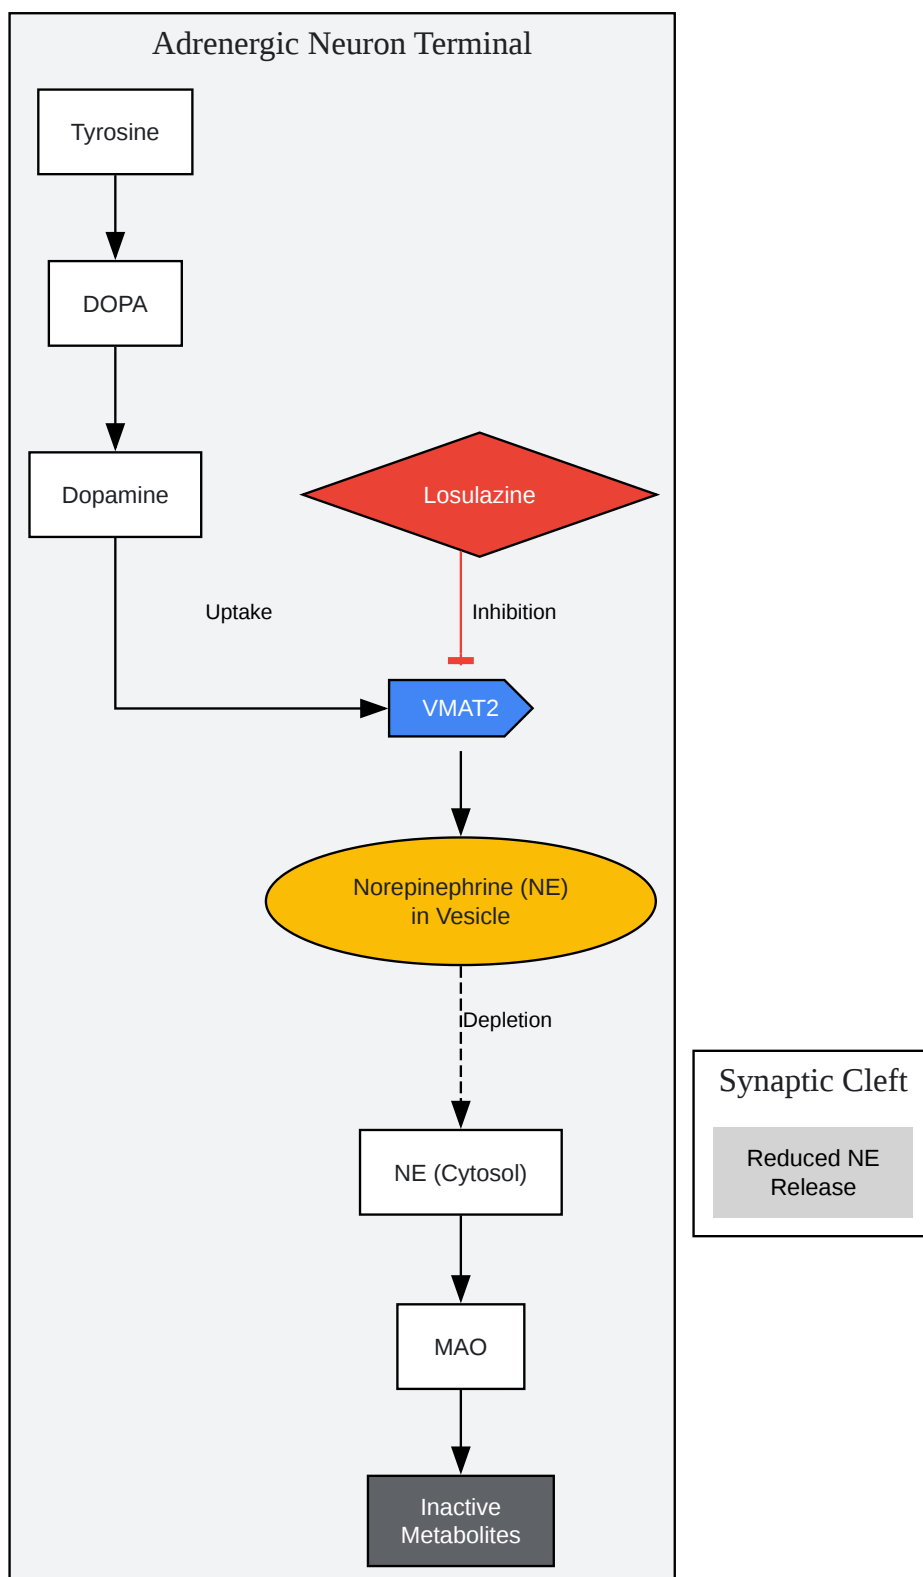 Adrenergic Neuron Terminal
Tyrosine
DOPA
Dopamine
Losulazine
Uptake
Inhibition
VMAT2
Norepinephrine (NE)
in Vesicle
Depletion
NE (Cytosol)
MAO
Inactive
Metabolites
Synaptic Cleft
Reduced NE
Release